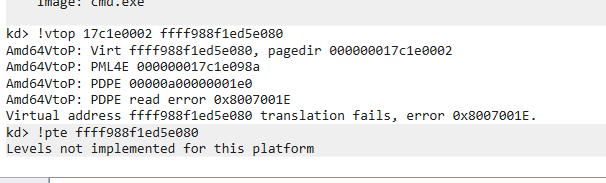 Image: cmd.exe
kd> !vtop 17c1e0002 ffff988f1ed5e080
Amd64VtoP: Virt ffff988f1ed5e080, pagedir 000000017c1e0002
Amd64VtoP: PML4E 000000017c1e098a
Amd64VtoP: PDPE 00000a00000001e0
Amd64VtoP: PDPE read error 0x8007001E
Virtual address ffff988f1ed5e080 translation fails, error 0x8007001E.
kd> !pte ffff988f1ed5e080
Levels not implemented for this platform